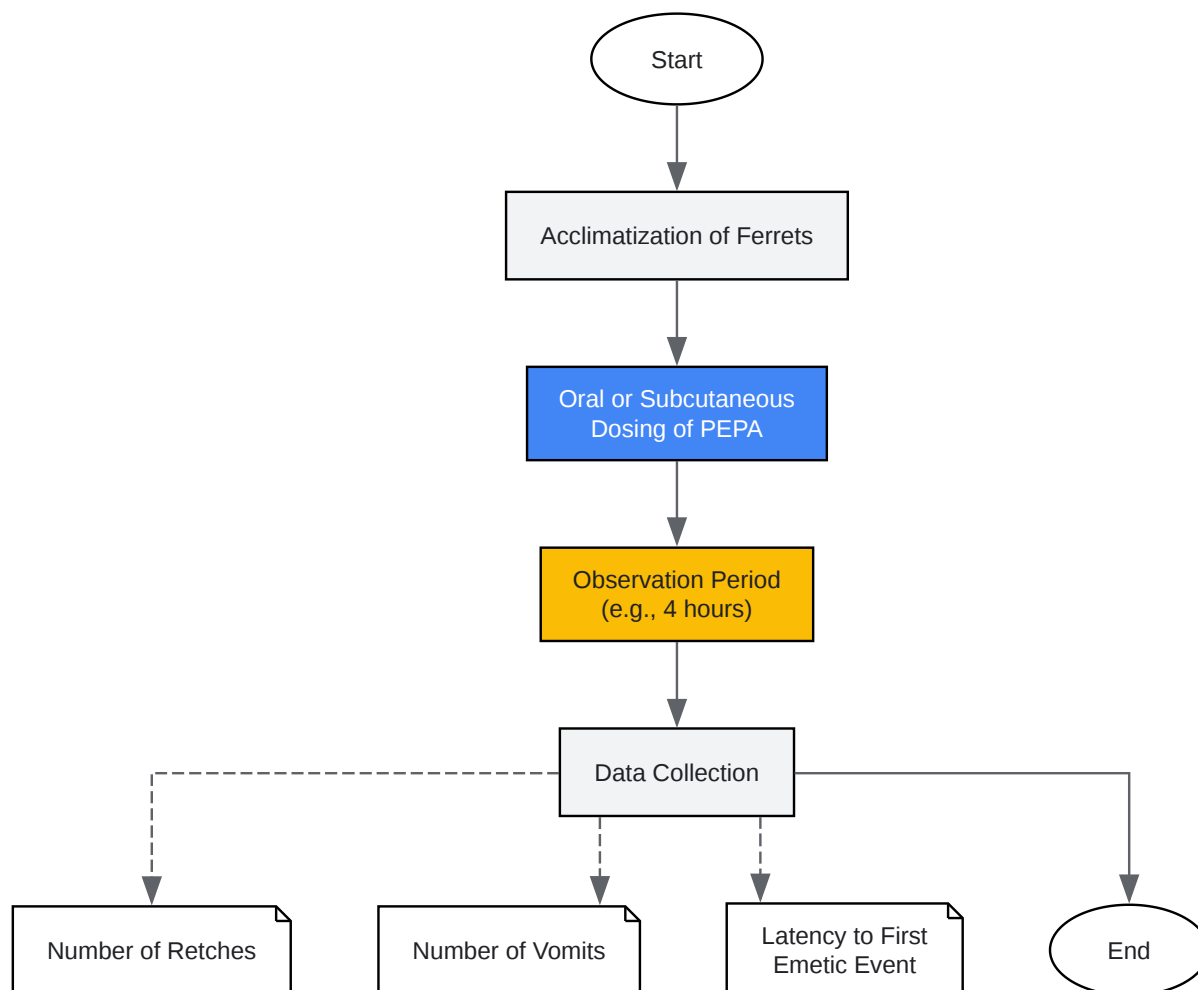 Start
Acclimatization of Ferrets
Oral or Subcutaneous
Dosing of PEPA
Observation Period
(e.g., 4 hours)
Data Collection
Number of Retches
Number of Vomits
Latency to First
Emetic Event
End